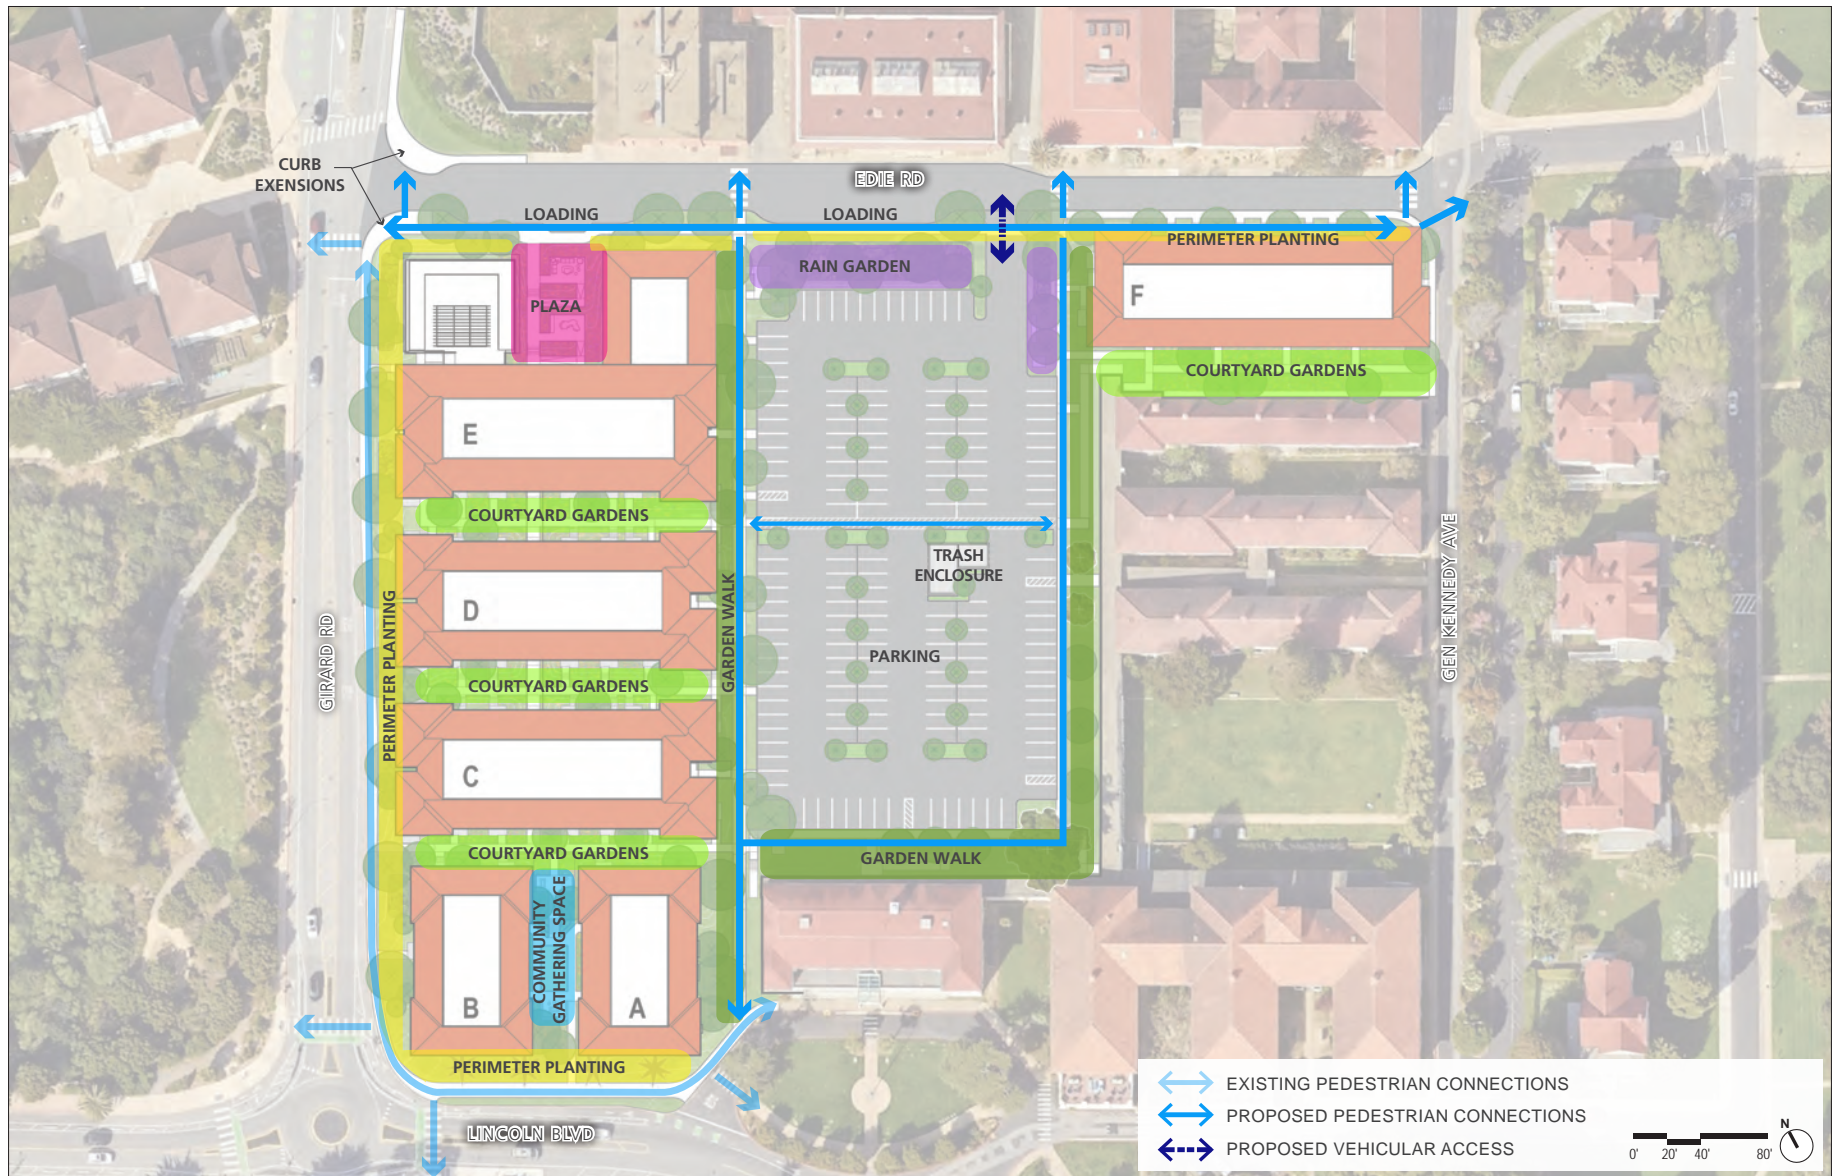 CURB
EXENSIONS
EDIE RD
LOADING
LOADING
PERIMETER PLANTING
RAIN GARDEN
PLAZA
F
COURTYARD GARDENS
E
COURTYARD GARDENS
TRASH
ENCLOSURE
D
GIRARD RD
PERIMETER PLANTING
GARDEN WALK
PARKING
GEN KENNEDY AVE
COURTYARD GARDENS
C
COURTYARD GARDENS
GARDEN WALK
COMMUNITY
GATHERING SPACE
B
A
PERIMETER PLANTING
LINCOLN BLVD
EXISTING PEDESTRIAN CONNECTIONS
PROPOSED PEDESTRIAN CONNECTIONS
PROPOSED VEHICULAR ACCESS
N
0' 20' 40' 80'